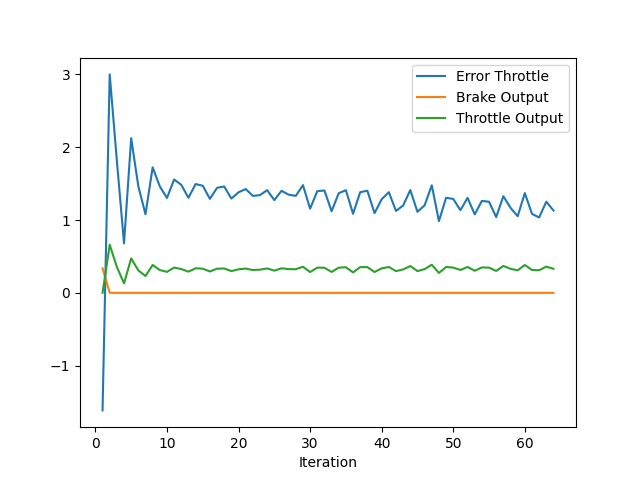 Error Throttle
Brake Output
Throttle Output
3
2
1
0
−1
0 10 20 30 40 50 60
Iteration